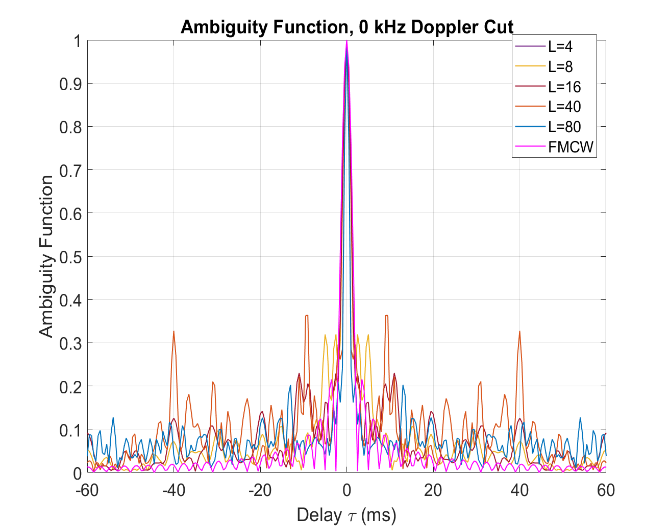 Ambiguity Function, 0 kHz Doppler Cut
1
0.9
0.8
0.7
0.6
0.5
0.4
0.3
0.2
0.1
0
Ambiguity Function
-60
-40
-20
0
20
40
60
Delay τ (ms)
L=4
L=8
L=16
L=40
L=80
FMCW